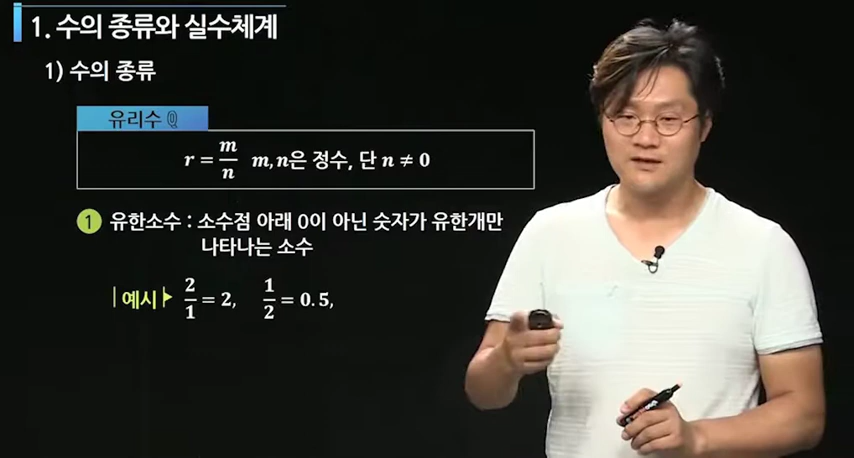 1. 수의 종류와 실수체계
1) 수의 종류
유리수 ℚ
r = m/n m, n은 정수, 단 n ≠ 0
1 유한소수 : 소수점 아래 0이 아닌 숫자가 유한개만
나타나는 소수
예시 2/1 = 2, 1/2 = 0.5,